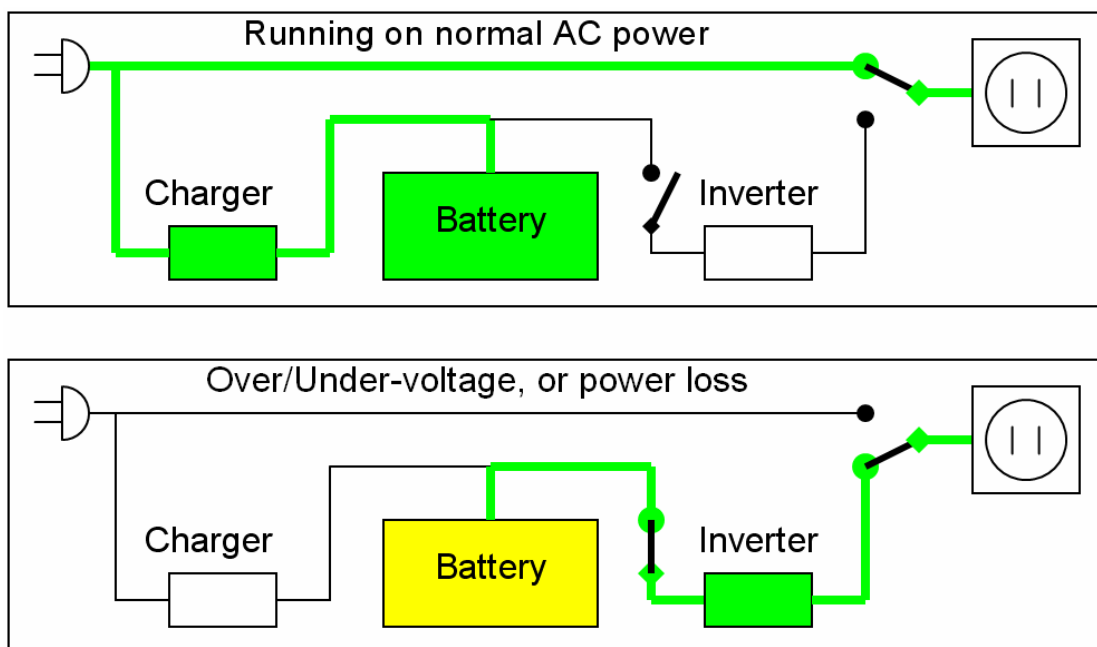 Running on normal AC power
Charger
Battery
Inverter
Over/Under-voltage, or power loss
Charger
Battery
Inverter